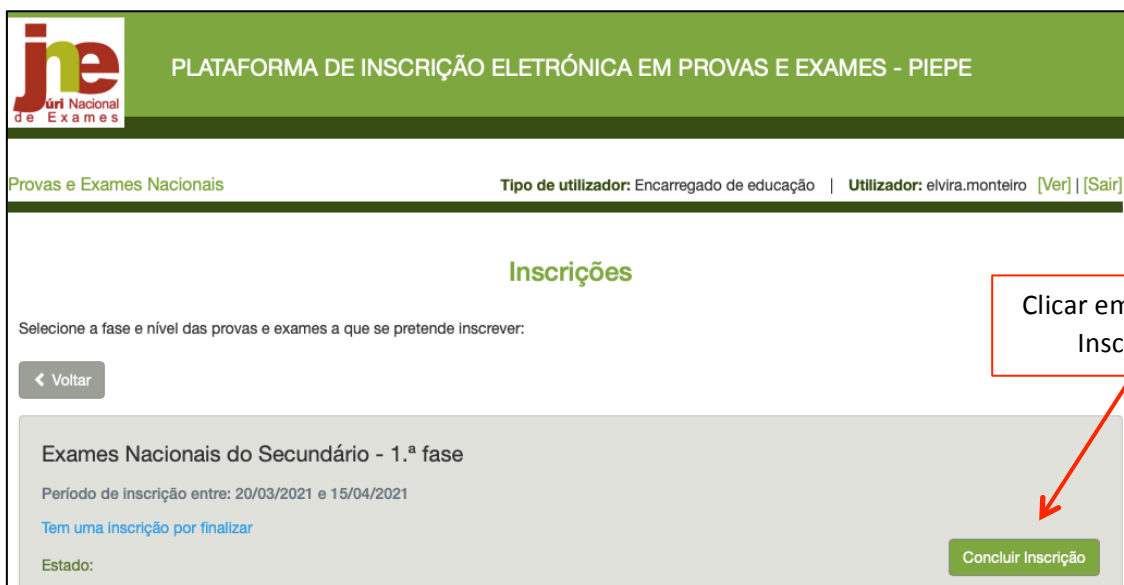 jne
júri Nacional
de Exames
PLATAFORMA DE INSCRIÇÃO ELETRÓNICA EM PROVAS E EXAMES - PIEPE
Provas e Exames Nacionais
Tipo de utilizador: Encarregado de educação | Utilizador: elvira.monteiro [Ver] | [Sair]
Inscrições
Selecione a fase e nível das provas e exames a que se pretende inscrever:
Clicar em
Insc
Voltar
Exames Nacionais do Secundário - 1.ª fase
Período de inscrição entre: 20/03/2021 e 15/04/2021
Tem uma inscrição por finalizar
Estado:
Concluir Inscrição